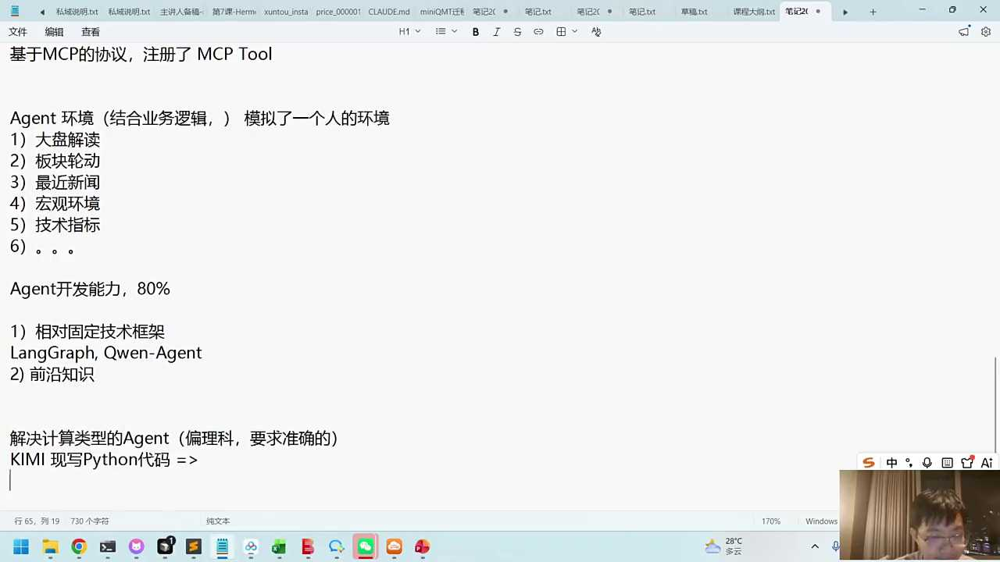 私域说明.txt 私域说明.txt 主讲人备稿- 第7课-Herme xuntou_insta price_000001 CLAUDE.md miniQMT迁移 笔记20 笔记.txt 笔记20 笔记.txt 草稿.txt 课程大纲.txt 笔记20
文件 编辑 查看 H1 B I
基于MCP的协议，注册了 MCP Tool
Agent 环境（结合业务逻辑，） 模拟了一个人的环境
1）大盘解读
2）板块轮动
3）最近新闻
4）宏观环境
5）技术指标
6）。。。
Agent开发能力，80%
1）相对固定技术框架
LangGraph, Qwen-Agent
2) 前沿知识
解决计算类型的Agent（偏理科，要求准确的）
KIMI 现写Python代码 =>
中
行 65，列 19 730 个字符 纯文本 170% Windows
28°C
多云